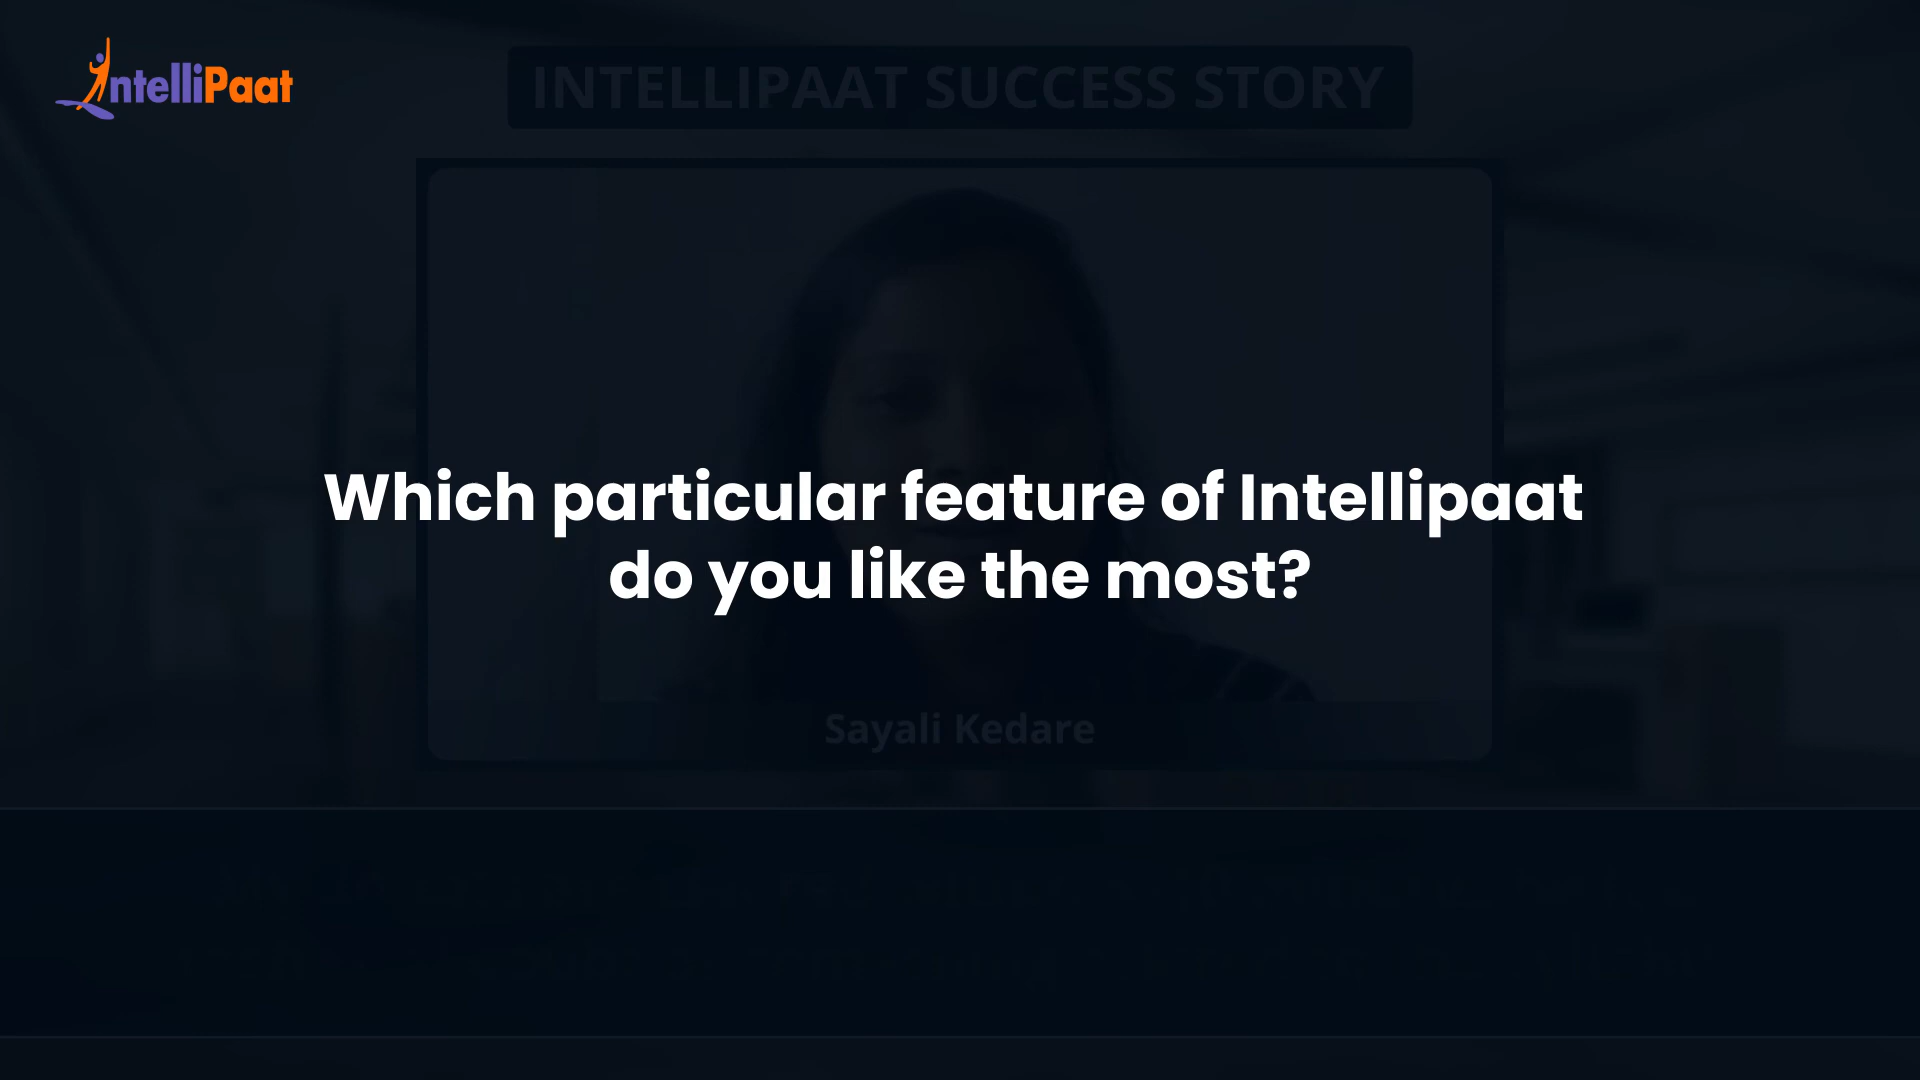 IntelliPaat
INTELLIPAAT SUCCESS STORY
Which particular feature of Intellipaat
do you like the most?
Sayali Kedare